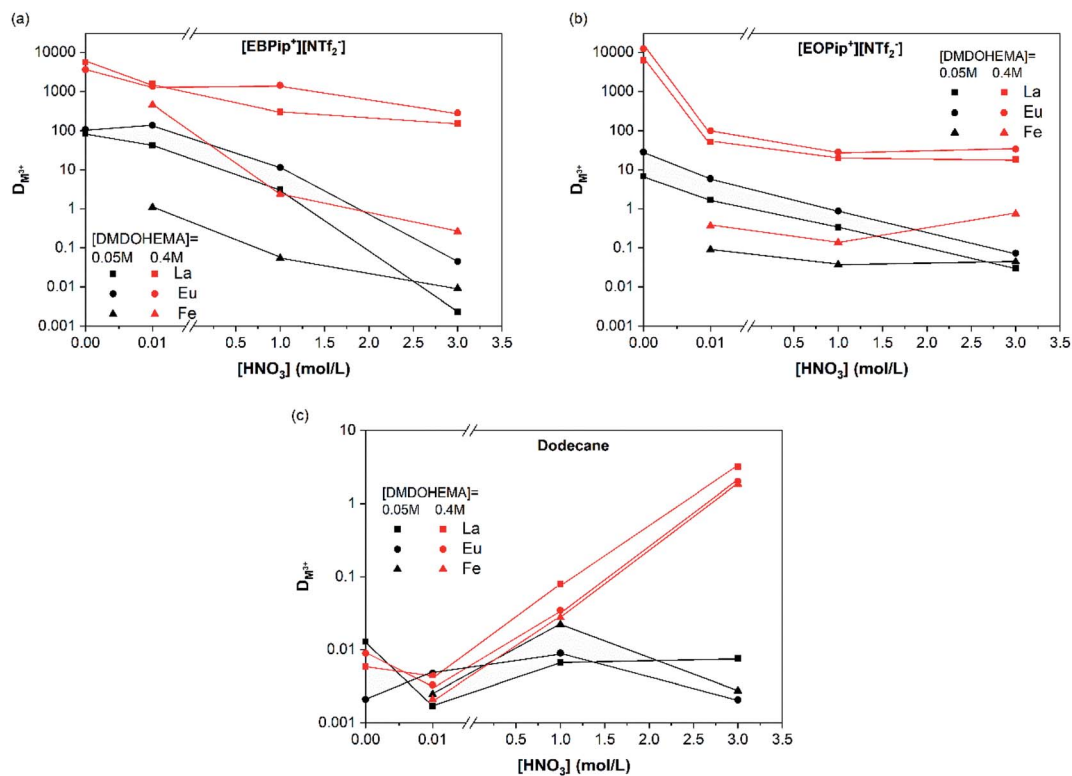 (a)
[EBPip⁺][NTf₂⁻]
10000
1000
100
10
1
0.1
0.01
0.001
D_M³⁺
[DMDOHEMA]=
0.05M 0.4M
La
Eu
Fe
0.00 0.01 0.5 1.0 1.5 2.0 2.5 3.0 3.5
[HNO₃] (mol/L)
(b)
[EOPip⁺][NTf₂⁻]
10000
1000
100
10
1
0.1
0.01
0.001
D_M³⁺
[DMDOHEMA]=
0.05M 0.4M
La
Eu
Fe
0.00 0.01 0.5 1.0 1.5 2.0 2.5 3.0 3.5
[HNO₃] (mol/L)
(c)
Dodecane
10
1
0.1
0.01
0.001
D_M³⁺
[DMDOHEMA]=
0.05M 0.4M
La
Eu
Fe
0.00 0.01 0.5 1.0 1.5 2.0 2.5 3.0 3.5
[HNO₃] (mol/L)